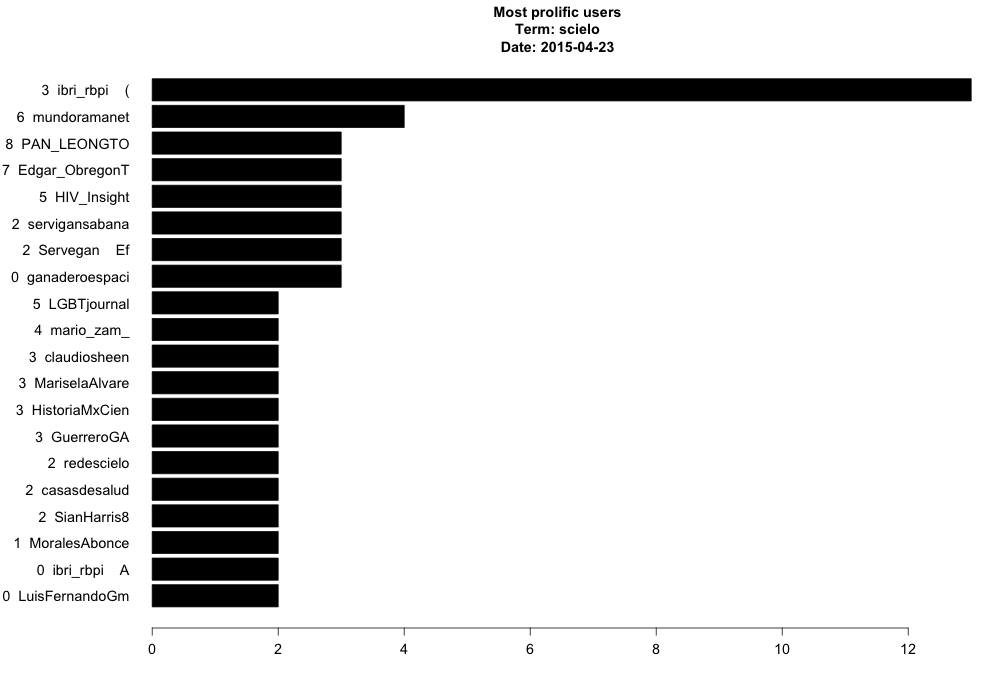 Most prolific users
Term: scielo
Date: 2015-04-23
3 ibri_rbpi (
6 mundoramanet
8 PAN_LEONGTO
7 Edgar_ObregonT
5 HIV_Insight
2 servigansabana
2 Servegan Ef
0 ganaderoespaci
5 LGBTjournal
4 mario_zam_
3 claudiosheen
3 MariselaAlvare
3 HistoriaMxCien
3 GuerreroGA
2 redescielo
2 casasdesalud
2 SianHarris8
1 MoralesAbonce
0 ibri_rbpi A
0 LuisFernandoGm
0 2 4 6 8 10 12